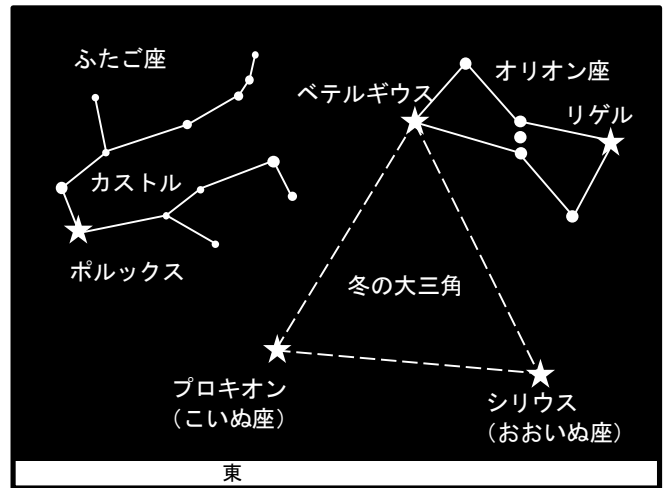 ふたご座
オリオン座
ベテルギウス
リゲル
カストル
ポルックス
冬の大三角
プロキオン
（こいぬ座）
シリウス
（おおいぬ座）
東